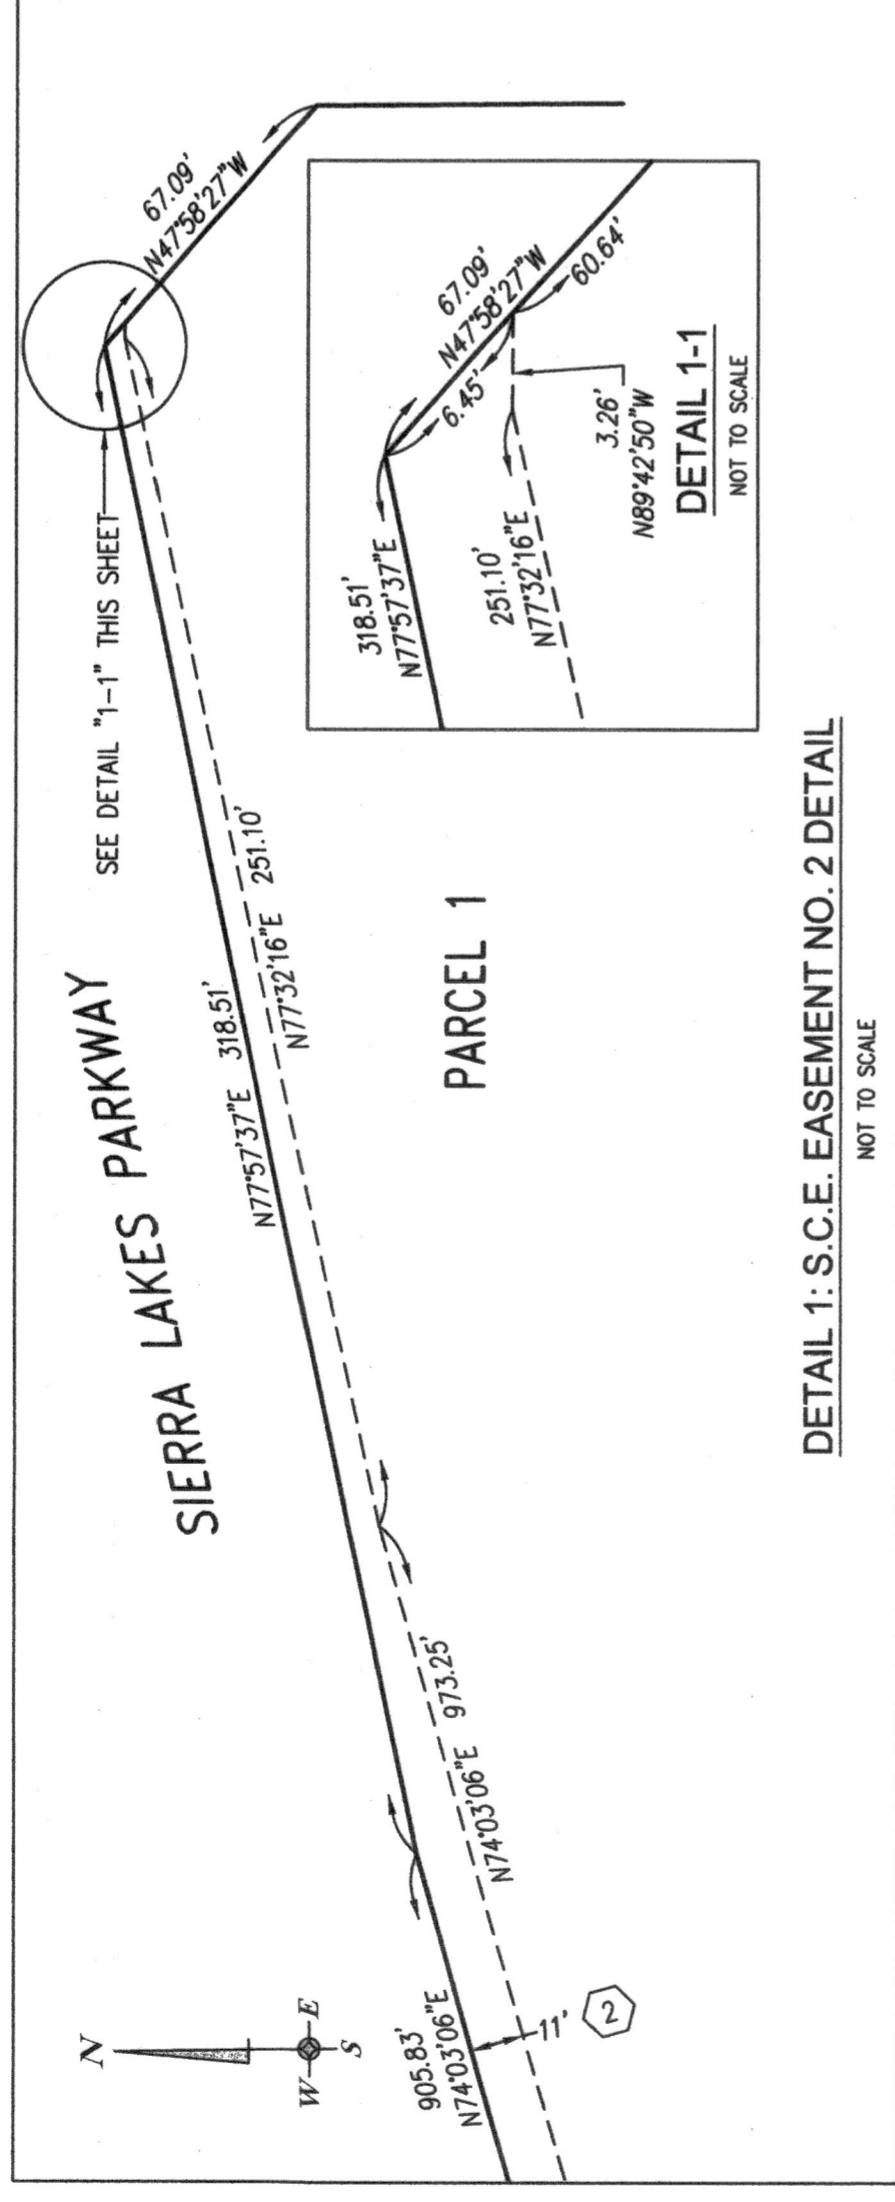 SIERRA LAKES PARKWAY
SEE DETAIL "1-1" THIS SHEET
67.09'
N47°58'27"W
N
W E
S
905.83'
N74°03'06"E
11'
2
N74°03'06"E 973.25'
N77°57'37"E 318.51'
N77°32'16"E 251.10'
PARCEL 1
318.51'
N77°57'37"E
67.09'
N47°58'27"W
6.45'
60.64'
251.10'
N77°32'16"E
3.26'
N89°42'50"W
DETAIL 1-1
NOT TO SCALE
DETAIL 1: S.C.E. EASEMENT NO. 2 DETAIL
NOT TO SCALE